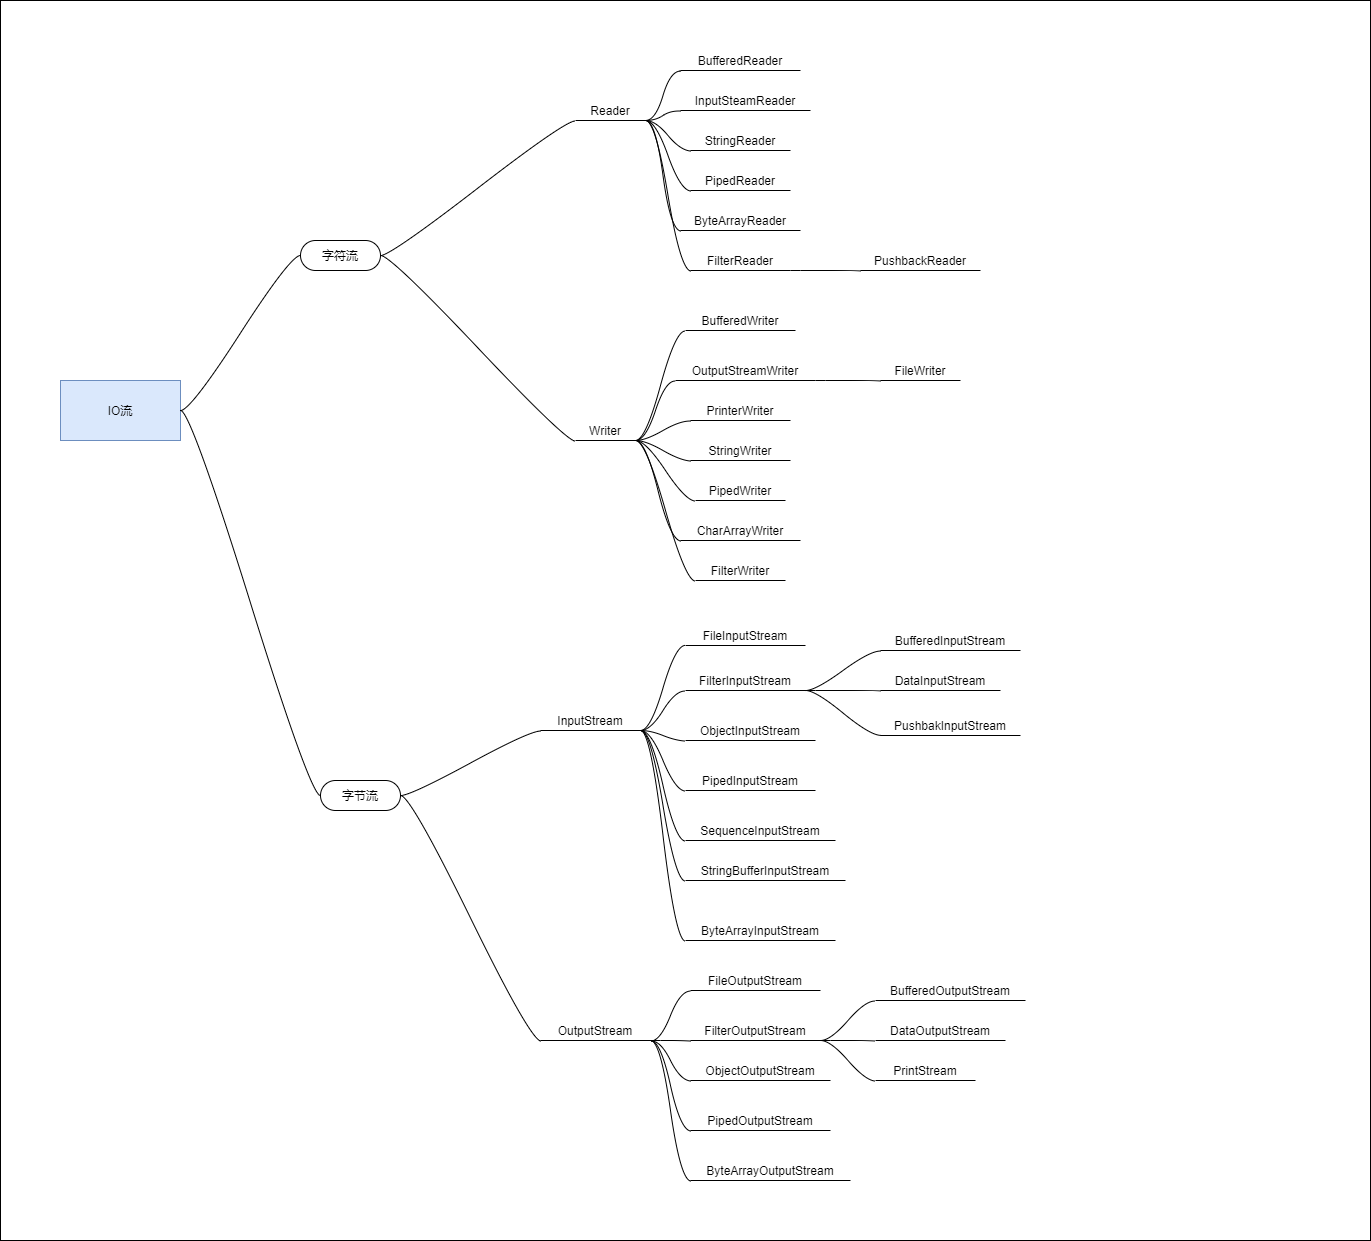 IO流
字符流
Reader
BufferedReader
InputSteamReader
StringReader
PipedReader
ByteArrayReader
FilterReader
PushbackReader
Writer
BufferedWriter
OutputStreamWriter
FileWriter
PrinterWriter
StringWriter
PipedWriter
CharArrayWriter
FilterWriter
字节流
InputStream
FileInputStream
FilterInputStream
BufferedInputStream
DataInputStream
PushbakInputStream
ObjectInputStream
PipedInputStream
SequenceInputStream
StringBufferInputStream
ByteArrayInputStream
OutputStream
FileOutputStream
FilterOutputStream
BufferedOutputStream
DataOutputStream
PrintStream
ObjectOutputStream
PipedOutputStream
ByteArrayOutputStream